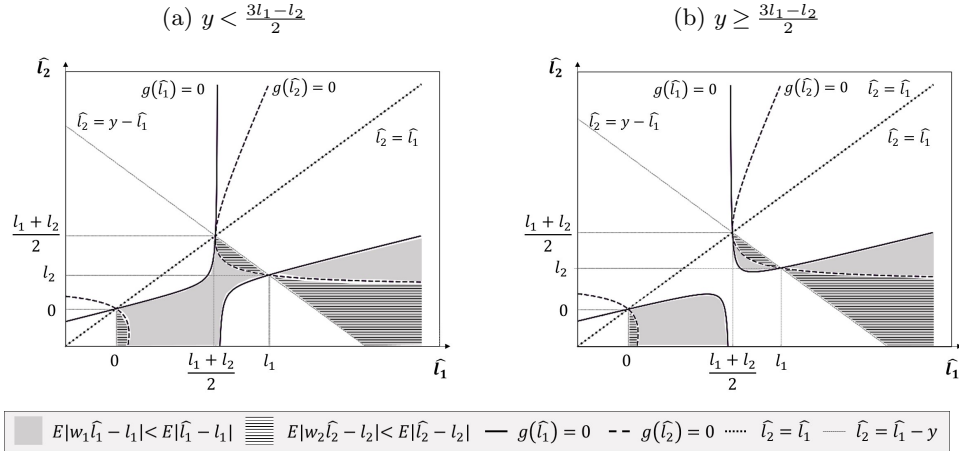 (a) y < (3l₁−l₂)/2
(b) y ≥ (3l₁−l₂)/2
l̂₂
g(l̂₁) = 0
g(l̂₂) = 0
l̂₂ = y − l̂₁
l̂₂ = l̂₁
(l₁ + l₂)/2
l₂
0
0
(l₁ + l₂)/2
l₁
l̂₁
l̂₂
g(l̂₁) = 0
g(l̂₂) = 0
l̂₂ = l̂₁
l̂₂ = y − l̂₁
l̂₂ = l̂₁
(l₁ + l₂)/2
l₂
0
0
(l₁ + l₂)/2
l₁
l̂₁
E|w₁l̂₁ − l₁| < E|l̂₁ − l₁| E|w₂l̂₂ − l₂| < E|l̂₂ − l₂| g(l̂₁) = 0 g(l̂₂) = 0 l̂₂ = l̂₁ l̂₂ = l̂₁ − y